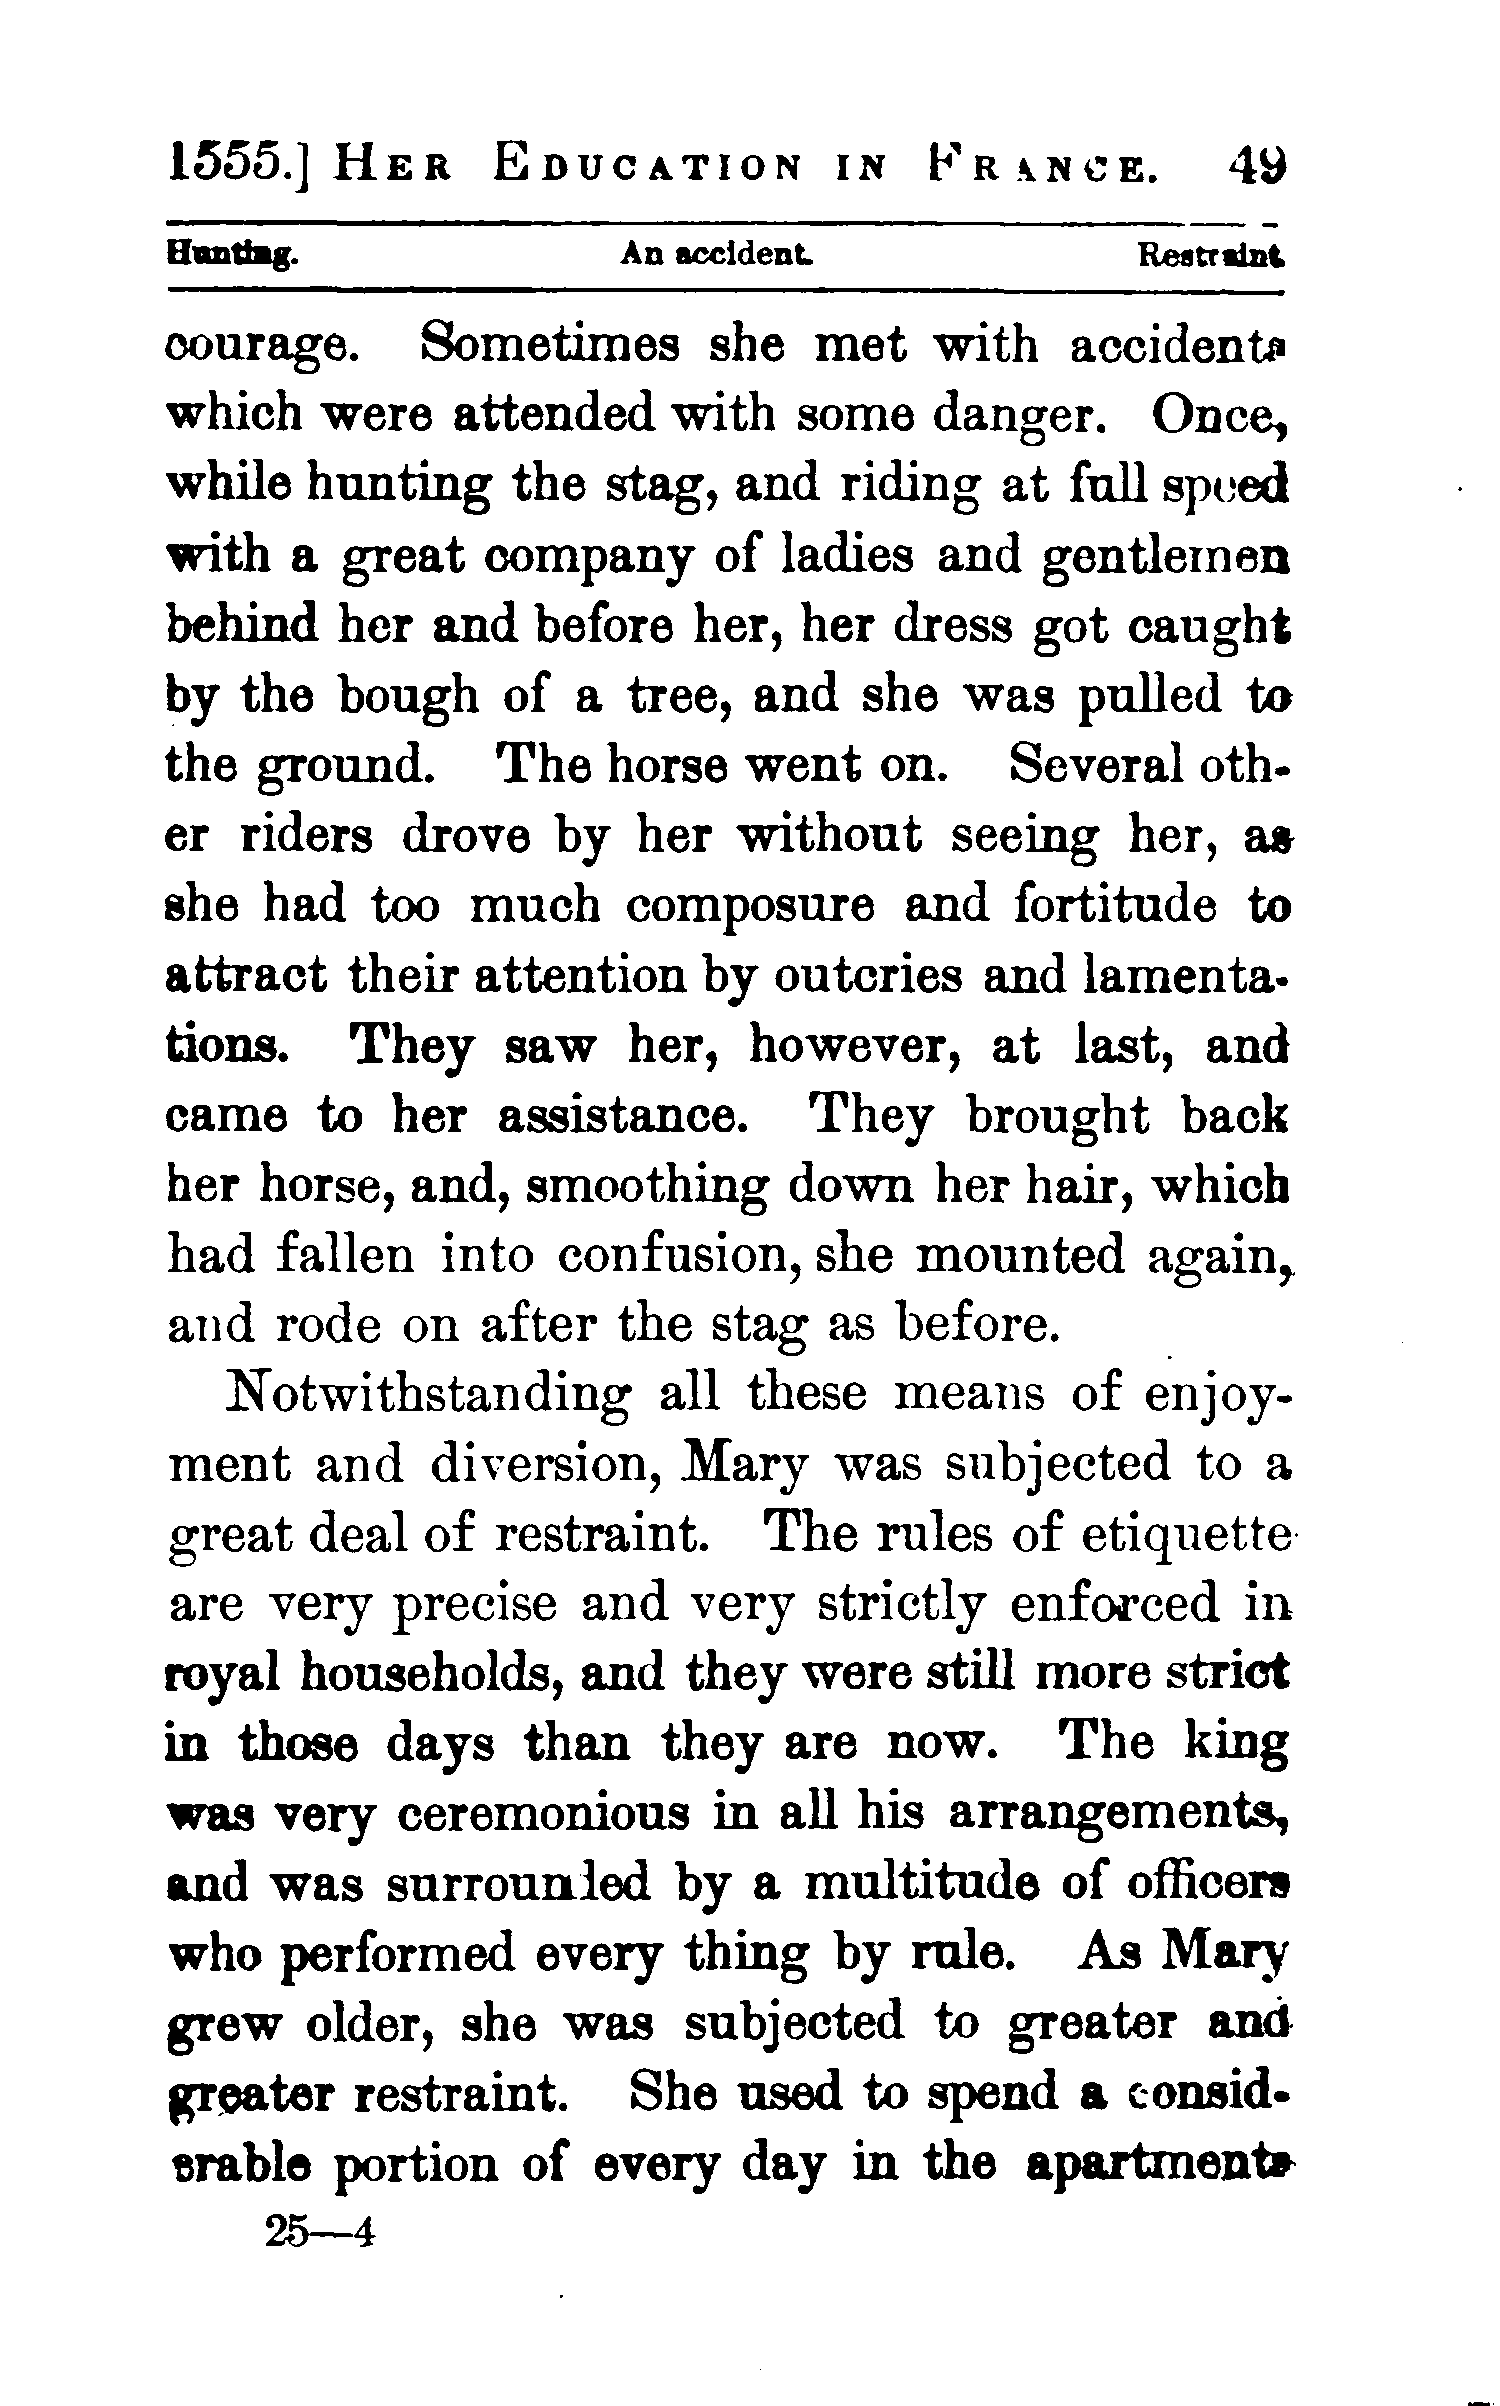 1555.] HER EDUCATION IN FRANCE. 49
Hunting. An accident. Restraint.
courage. Sometimes she met with accidents
which were attended with some danger. Once,
while hunting the stag, and riding at full speed
with a great company of ladies and gentlemen
behind her and before her, her dress got caught
by the bough of a tree, and she was pulled to
the ground. The horse went on. Several oth-
er riders drove by her without seeing her, as
she had too much composure and fortitude to
attract their attention by outcries and lamenta-
tions. They saw her, however, at last, and
came to her assistance. They brought back
her horse, and, smoothing down her hair, which
had fallen into confusion, she mounted again,
and rode on after the stag as before.
Notwithstanding all these means of enjoy-
ment and diversion, Mary was subjected to a
great deal of restraint. The rules of etiquette
are very precise and very strictly enforced in
royal households, and they were still more strict
in those days than they are now. The king
was very ceremonious in all his arrangements,
and was surrounded by a multitude of officers
who performed every thing by rule. As Mary
grew older, she was subjected to greater and
greater restraint. She used to spend a consid-
erable portion of every day in the apartments
25—4